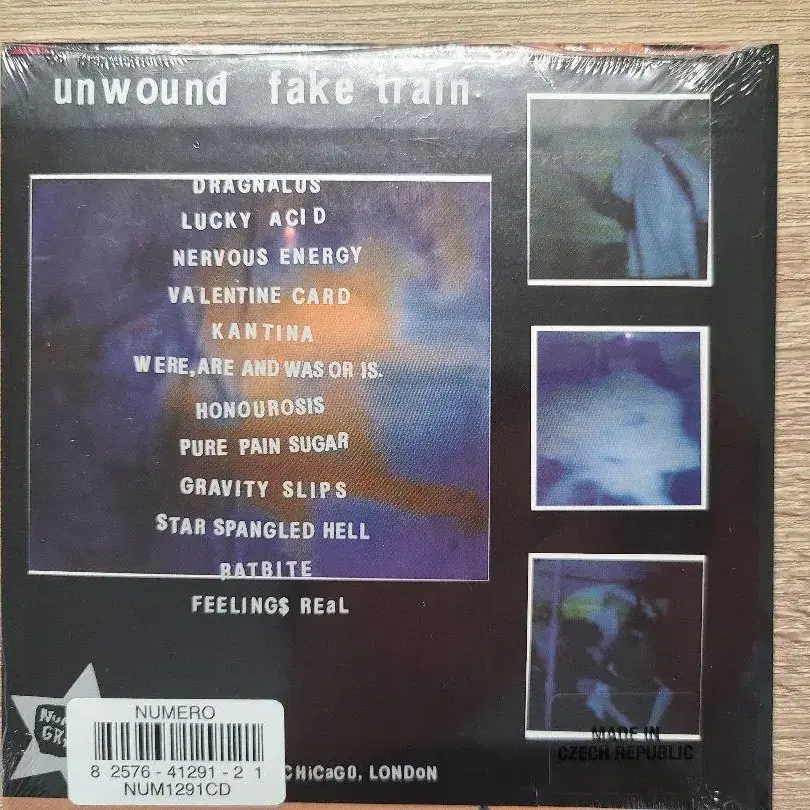 unwound fake train
DRAGNALUS
LUCKY ACID
NERVOUS ENERGY
VALENTINE CARD
KANTINA
WERE, ARE AND WAS OR IS.
HONOUROSIS
PURE PAIN SUGAR
GRAVITY SLIPS
STAR SPANGLED HELL
RATBITE
FEELING$ REaL
NUMERO
8 2576-41291-2 1
NUM1291CD
CHiCaGO, LONDoN
MADE IN
CZECH REPUBLIC